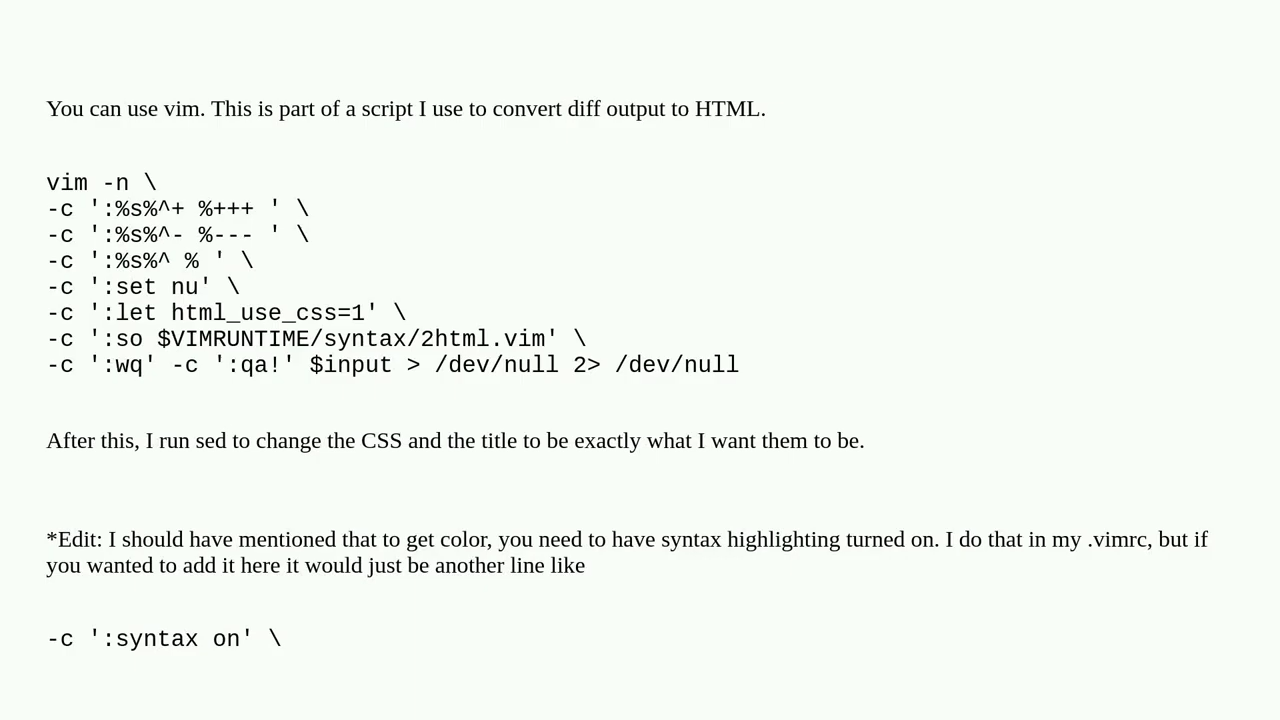 You can use vim. This is part of a script I use to convert diff output to HTML.
vim -n \
-c ':%s%^+ %+++ ' \
-c ':%s%^- %--- ' \
-c ':%s%^ % ' \
-c ':set nu' \
-c ':let html_use_css=1' \
-c ':so $VIMRUNTIME/syntax/2html.vim' \
-c ':wq' -c ':qa!' $input > /dev/null 2> /dev/null
After this, I run sed to change the CSS and the title to be exactly what I want them to be.
*Edit: I should have mentioned that to get color, you need to have syntax highlighting turned on. I do that in my .vimrc, but if
you wanted to add it here it would just be another line like
-c ':syntax on' \